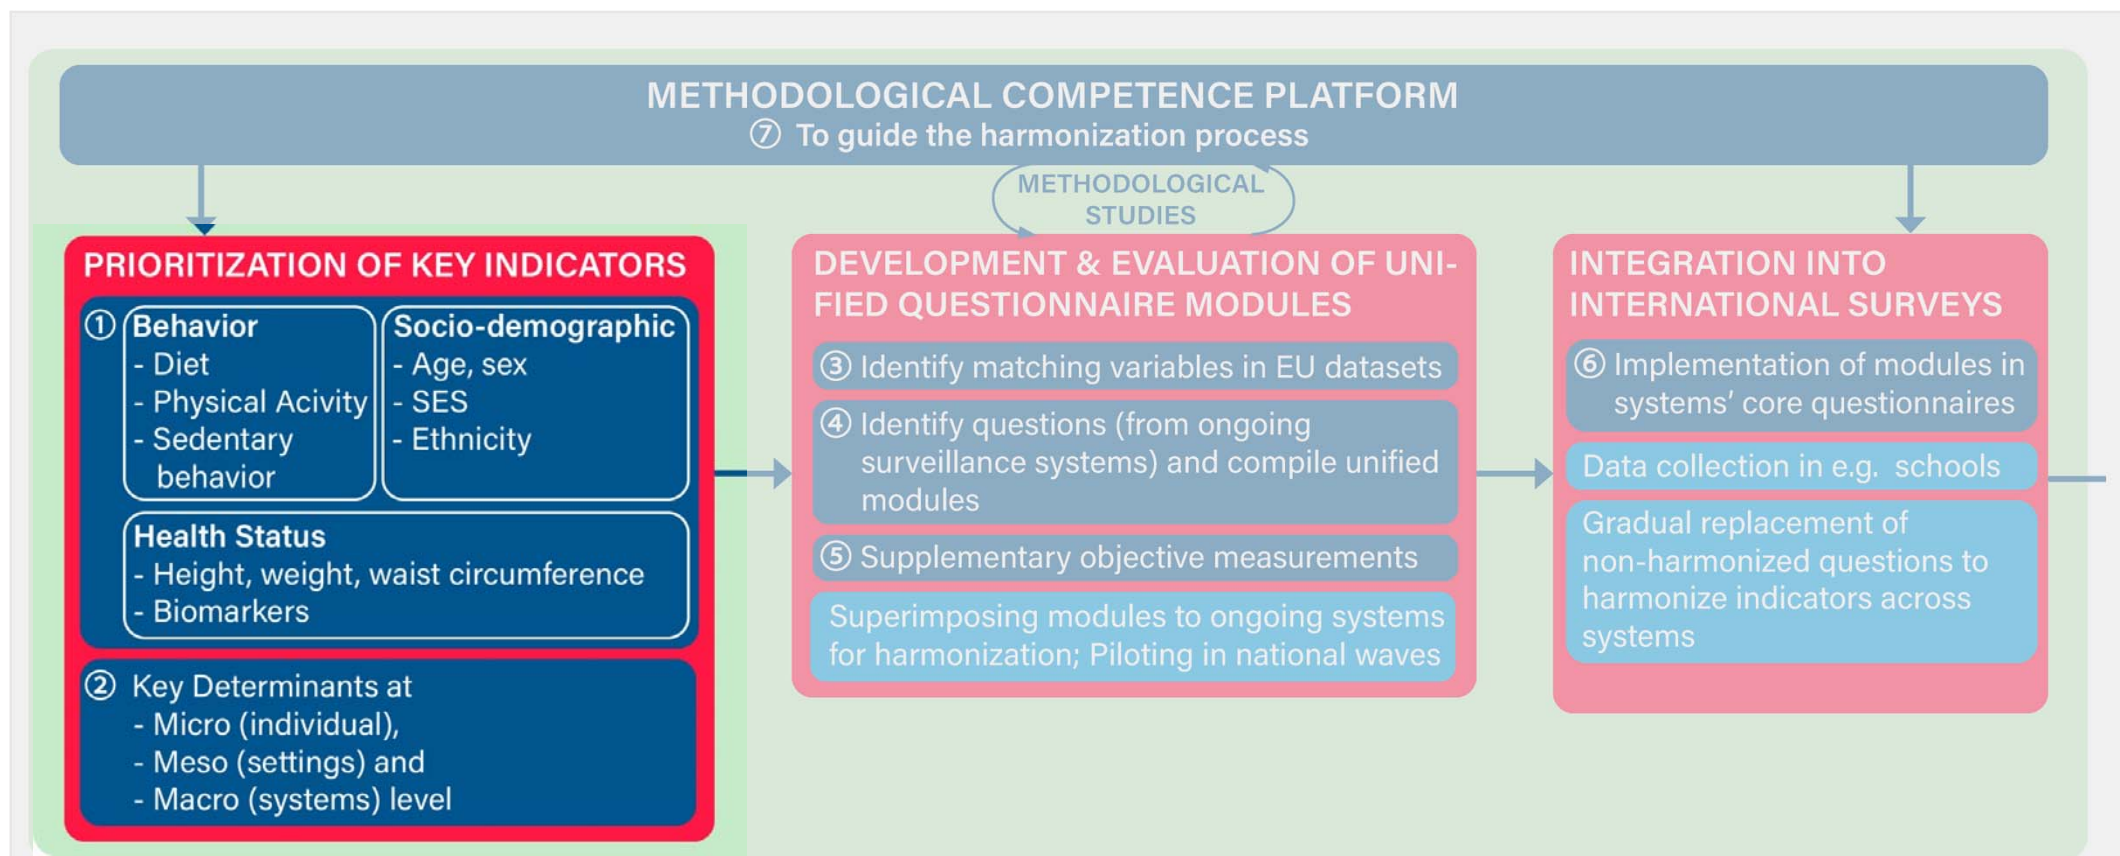 METHODOLOGICAL COMPETENCE PLATFORM
⑦ To guide the harmonization process
METHODOLOGICAL
STUDIES
PRIORITIZATION OF KEY INDICATORS
① Behavior
- Diet
- Physical Acivity
- Sedentary
behavior
Socio-demographic
- Age, sex
- SES
- Ethnicity
Health Status
- Height, weight, waist circumference
- Biomarkers
② Key Determinants at
- Micro (individual),
- Meso (settings) and
- Macro (systems) level
DEVELOPMENT & EVALUATION OF UNI-
FIED QUESTIONNAIRE MODULES
③ Identify matching variables in EU datasets
④ Identify questions (from ongoing
surveillance systems) and compile unified
modules
⑤ Supplementary objective measurements
Superimposing modules to ongoing systems
for harmonization; Piloting in national waves
INTEGRATION INTO
INTERNATIONAL SURVEYS
⑥ Implementation of modules in
systems' core questionnaires
Data collection in e.g. schools
Gradual replacement of
non-harmonized questions to
harmonize indicators across
systems